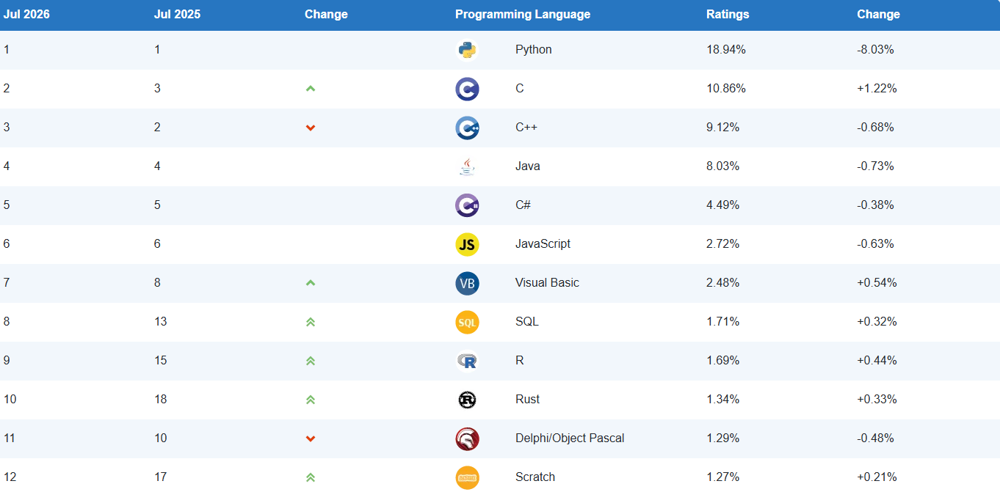 Jul 2026 Jul 2025 Change Programming Language Ratings Change
1 1 Python 18.94% -8.03%
2 3 C 10.86% +1.22%
3 2 C++ 9.12% -0.68%
4 4 Java 8.03% -0.73%
5 5 C# 4.49% -0.38%
6 6 JS JavaScript 2.72% -0.63%
7 8 VB Visual Basic 2.48% +0.54%
8 13 SQL SQL 1.71% +0.32%
9 15 R R 1.69% +0.44%
10 18 R Rust 1.34% +0.33%
11 10 Delphi/Object Pascal 1.29% -0.48%
12 17 Scratch 1.27% +0.21%